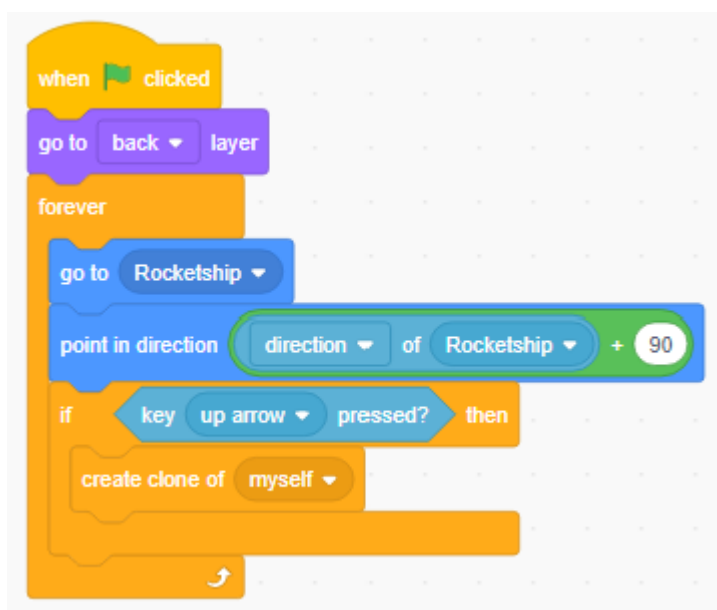 when clicked
go to back layer
forever
go to Rocketship
point in direction direction of Rocketship + 90
if key up arrow pressed? then
create clone of myself